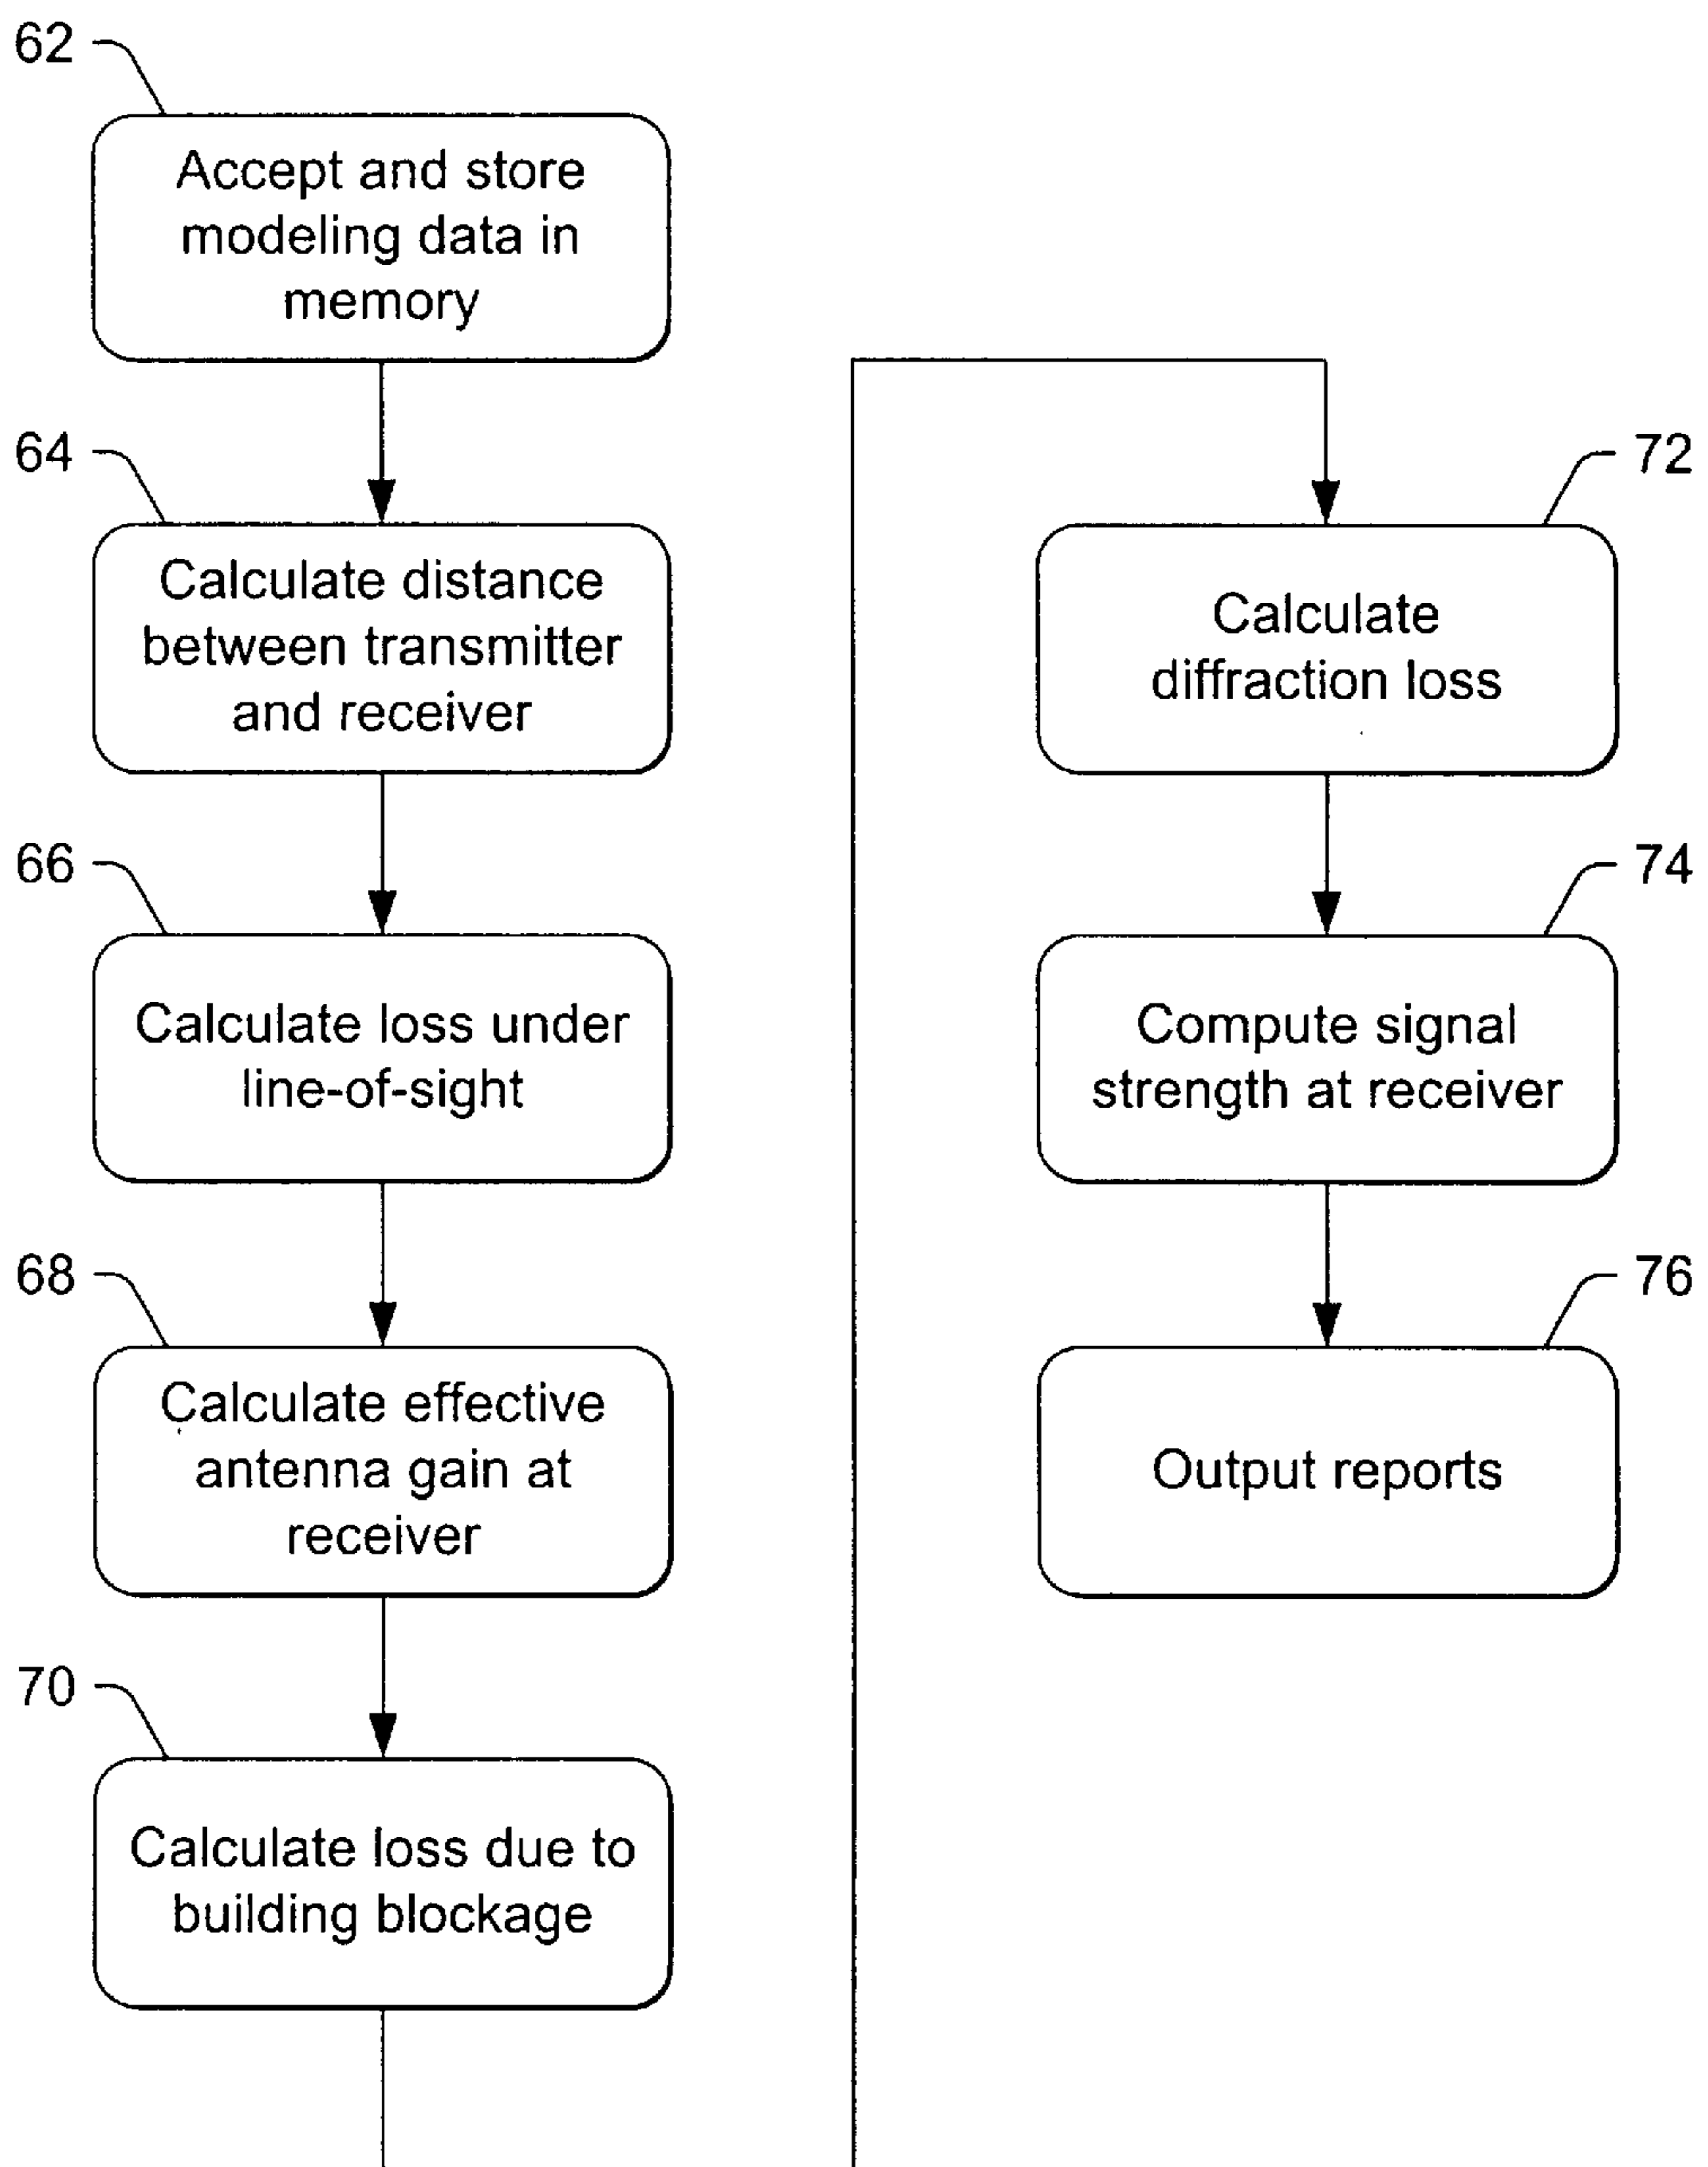 62
Accept and store
modeling data in
memory
64
Calculate distance
between transmitter
and receiver
66
Calculate loss under
line-of-sight
68
Calculate effective
antenna gain at
receiver
70
Calculate loss due to
building blockage
72
Calculate
diffraction loss
74
Compute signal
strength at receiver
76
Output reports